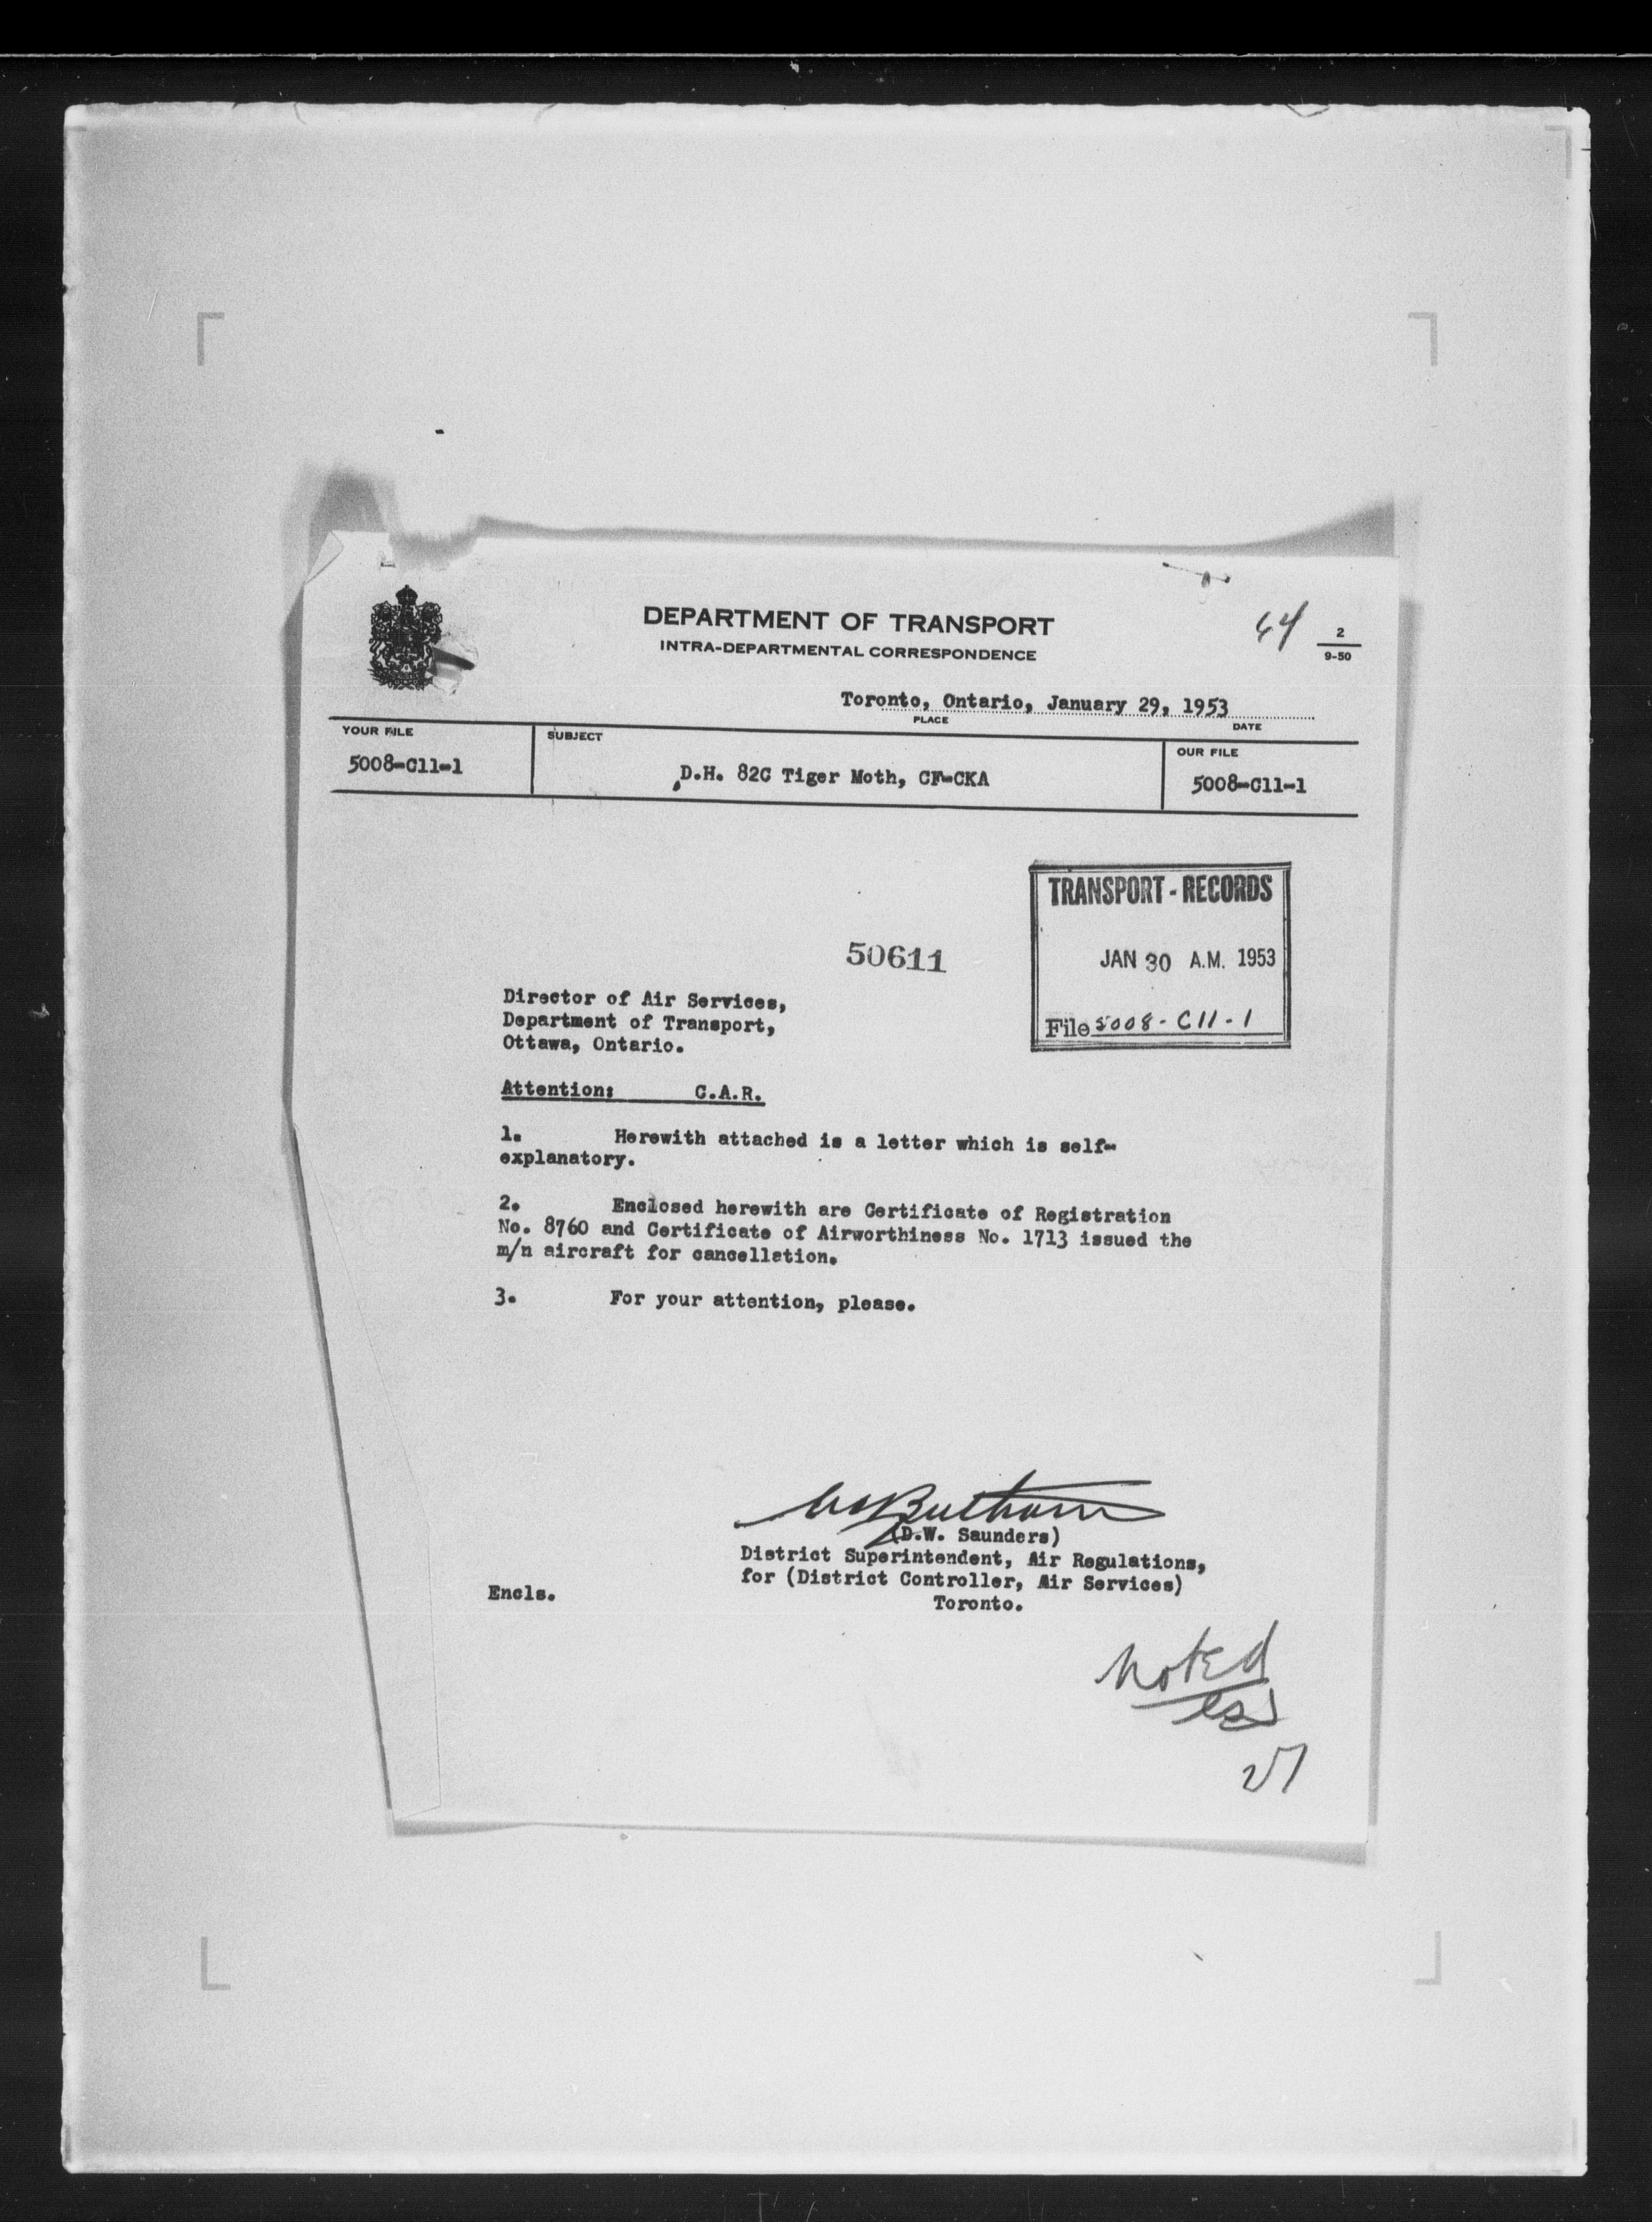 DEPARTMENT OF TRANSPORT
INTRA-DEPARTMENTAL CORRESPONDENCE
64
2
9-50
Toronto, Ontario, January 29, 1953
PLACE
DATE
YOUR FILE
5008-C11-1
SUBJECT
D.H. 82C Tiger Moth, CF-CKA
OUR FILE
5008-C11-1
TRANSPORT - RECORDS
JAN 30 A.M. 1953
File 5008-C11-1
50611
Director of Air Services,
Department of Transport,
Ottawa, Ontario.
Attention: C.A.R.
1. Herewith attached is a letter which is self-
explanatory.
2. Enclosed herewith are Certificate of Registration
No. 8760 and Certificate of Airworthiness No. 1713 issued the
m/n aircraft for cancellation.
3. For your attention, please.
(D.W. Saunders)
District Superintendent, Air Regulations,
for (District Controller, Air Services)
Toronto.
Encls.
Noted